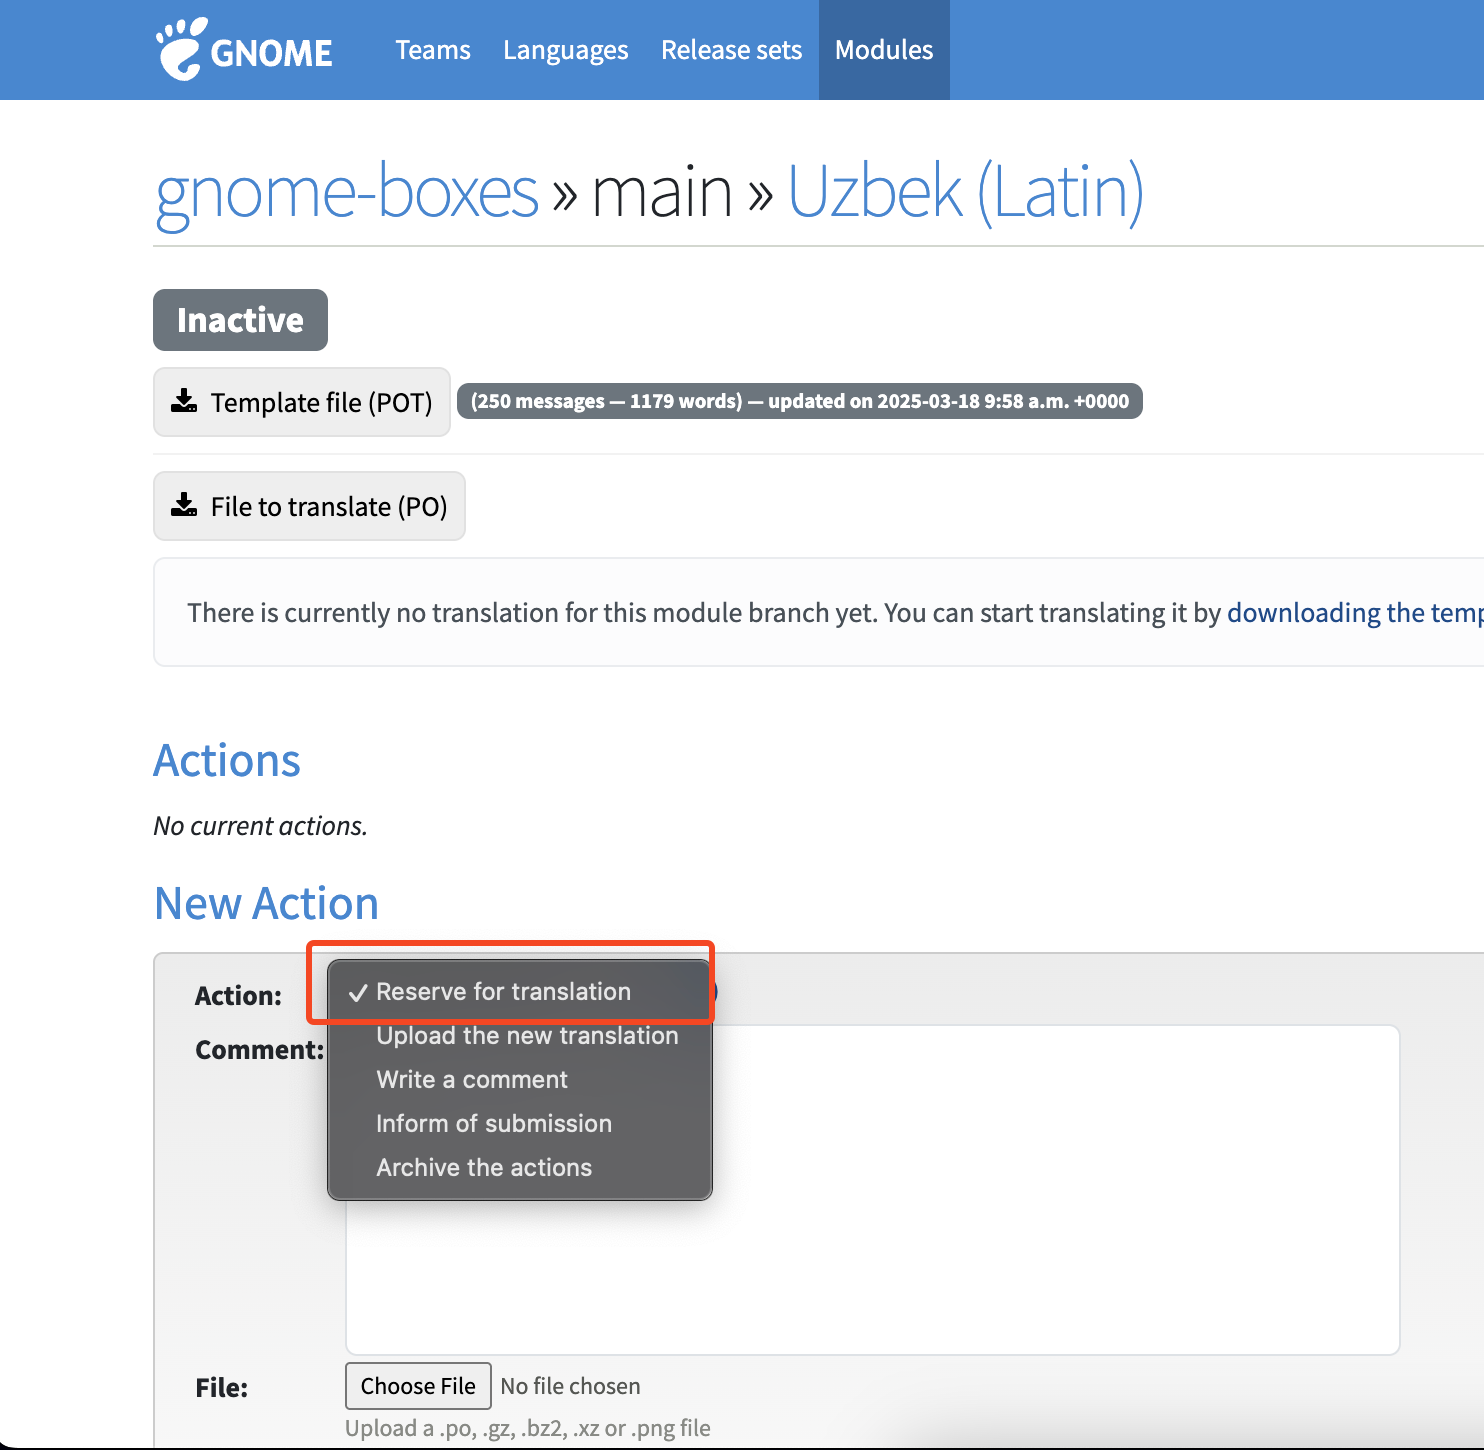 GNOME Teams Languages Release sets Modules
gnome-boxes » main » Uzbek (Latin)
Inactive
Template file (POT) (250 messages — 1179 words) — updated on 2025-03-18 9:58 a.m. +0000
File to translate (PO)
There is currently no translation for this module branch yet. You can start translating it by downloading the temp
Actions
No current actions.
New Action
Action: ✓ Reserve for translation
Upload the new translation
Comment:
Write a comment
Inform of submission
Archive the actions
File: Choose File No file chosen
Upload a .po, .gz, .bz2, .xz or .png file